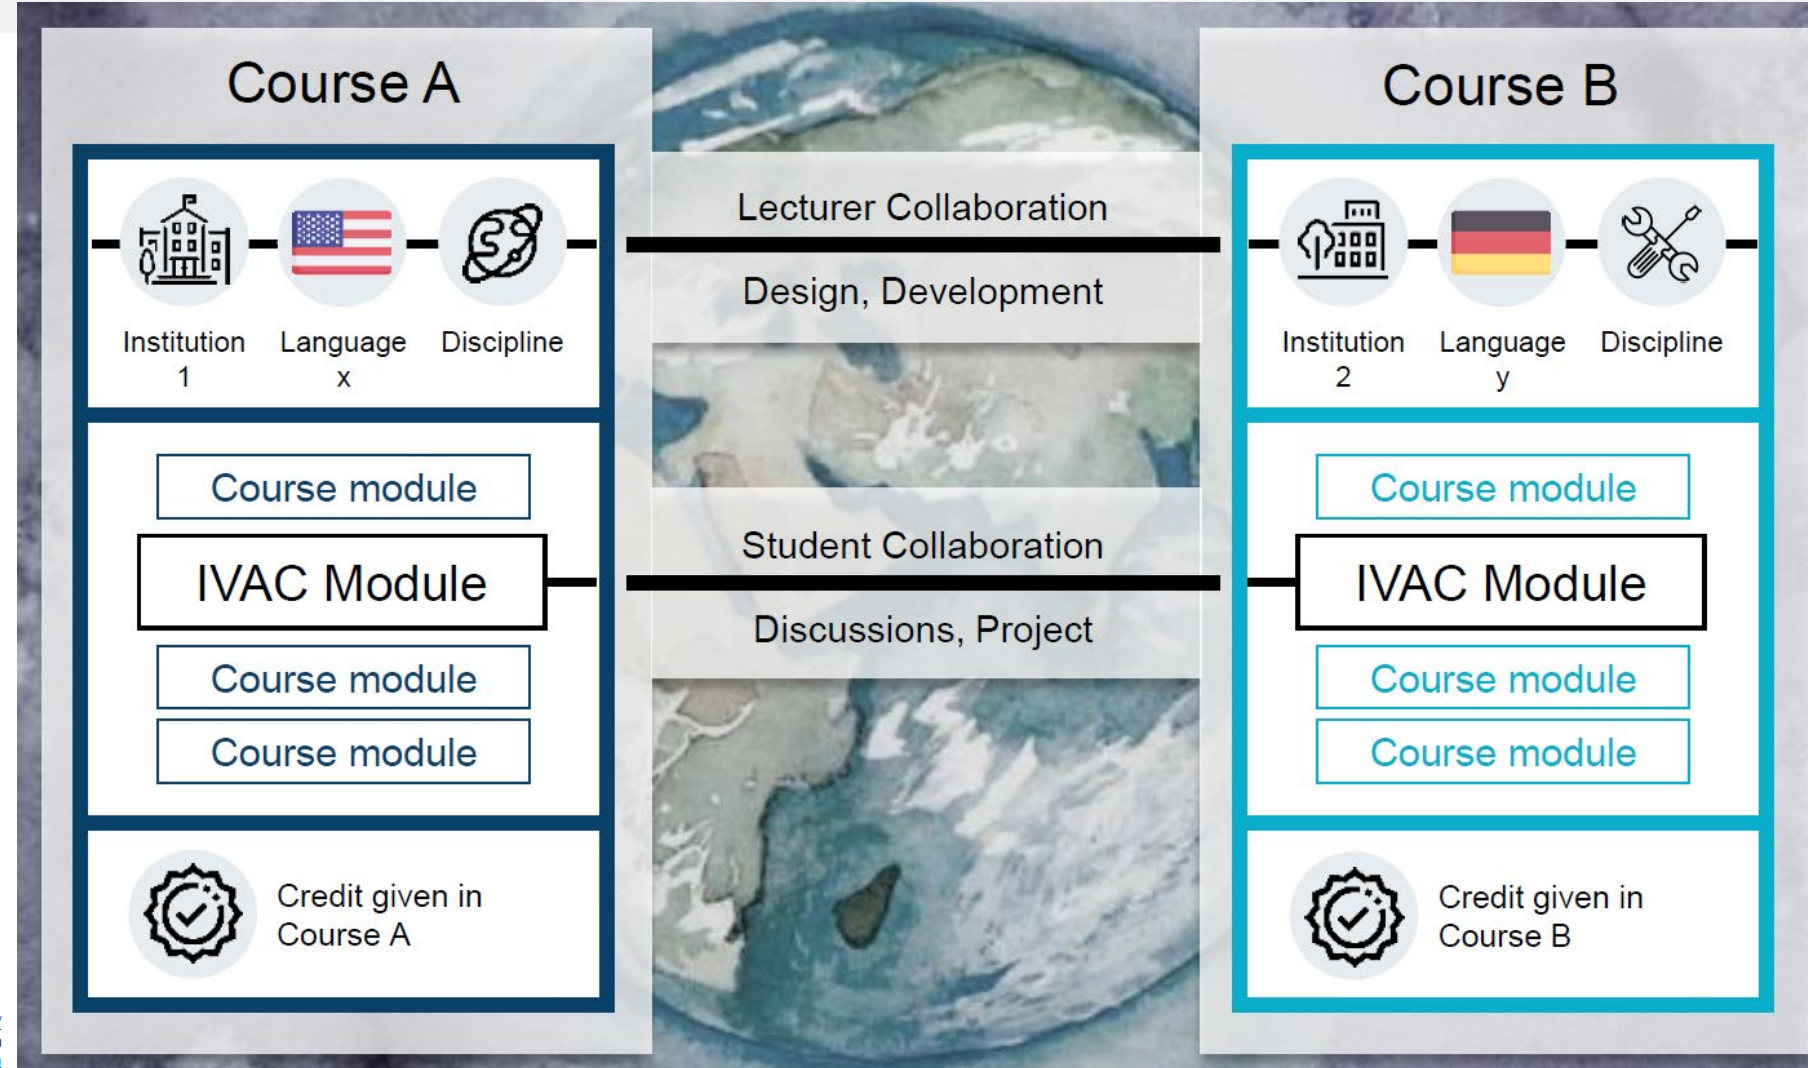 Course A
Institution
1
Language
x
Discipline
Course module
IVAC Module
Course module
Course module
Credit given in
Course A
Lecturer Collaboration
Design, Development
Student Collaboration
Discussions, Project
Course B
Institution
2
Language
y
Discipline
Course module
IVAC Module
Course module
Course module
Credit given in
Course B